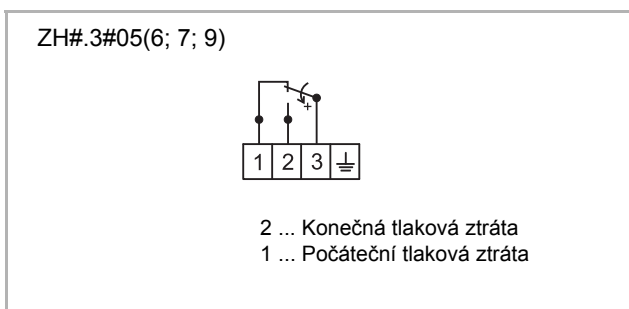 ZH#.3#05(6; 7; 9)
+
1 2 3
2 ... Konečná tlaková ztráta
1 ... Počáteční tlaková ztráta